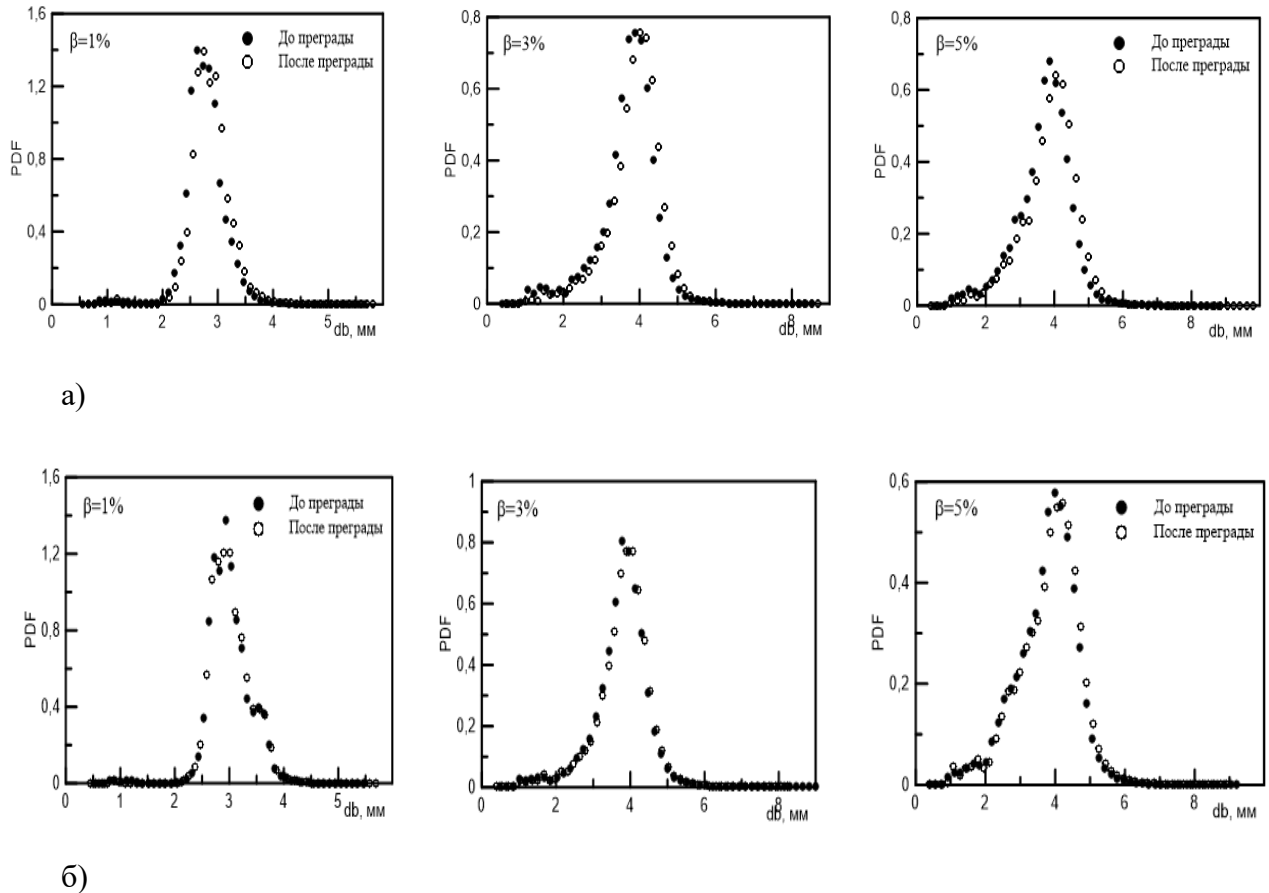 1,6
1,2
0,8
0,4
0
PDF
β=1%
До преграды
После преграды
0 1 2 3 4 5
db, мм
0,8
0,6
0,4
0,2
0
PDF
β=3%
0 2 4 6 8
db, мм
0,8
0,6
0,4
0,2
0
PDF
β=5%
До преграды
После преграды
0 2 4 6 8
db, мм
а)
1,6
1,2
0,8
0,4
0
PDF
β=1%
До преграды
После преграды
0 1 2 3 4 5
db, мм
1
0,8
0,6
0,4
0,2
0
PDF
β=3%
0 2 4 6 8
db, мм
0,6
0,4
0,2
0
PDF
β=5%
До преграды
После преграды
0 2 4 6 8
db, мм
б)